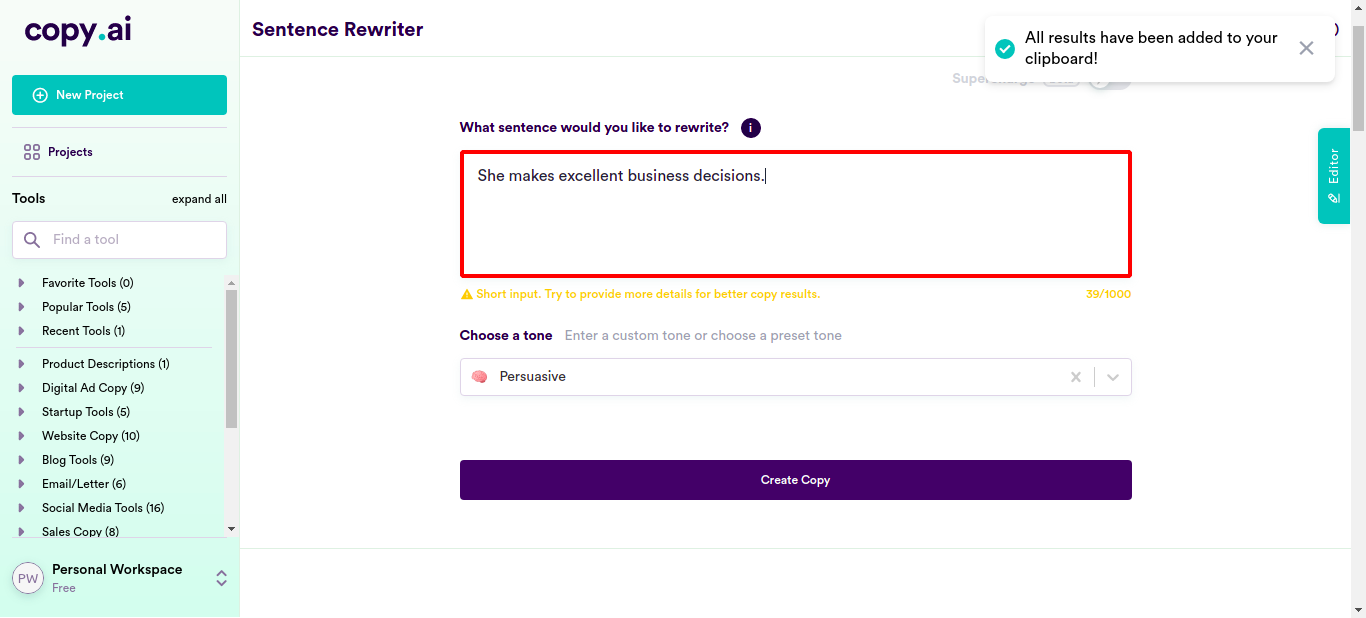 copy.ai
New Project
Projects
Tools
expand all
Find a tool
Favorite Tools (0)
Popular Tools (5)
Recent Tools (1)
Product Descriptions (1)
Digital Ad Copy (9)
Startup Tools (5)
Website Copy (10)
Blog Tools (9)
Email/Letter (6)
Social Media Tools (16)
Sales Copy (8)
PW
Personal Workspace
Free
Sentence Rewriter
All results have been added to your
clipboard!
What sentence would you like to rewrite?
She makes excellent business decisions.
Short input. Try to provide more details for better copy results.
39/1000
Choose a tone Enter a custom tone or choose a preset tone
Persuasive
Create Copy
Editor